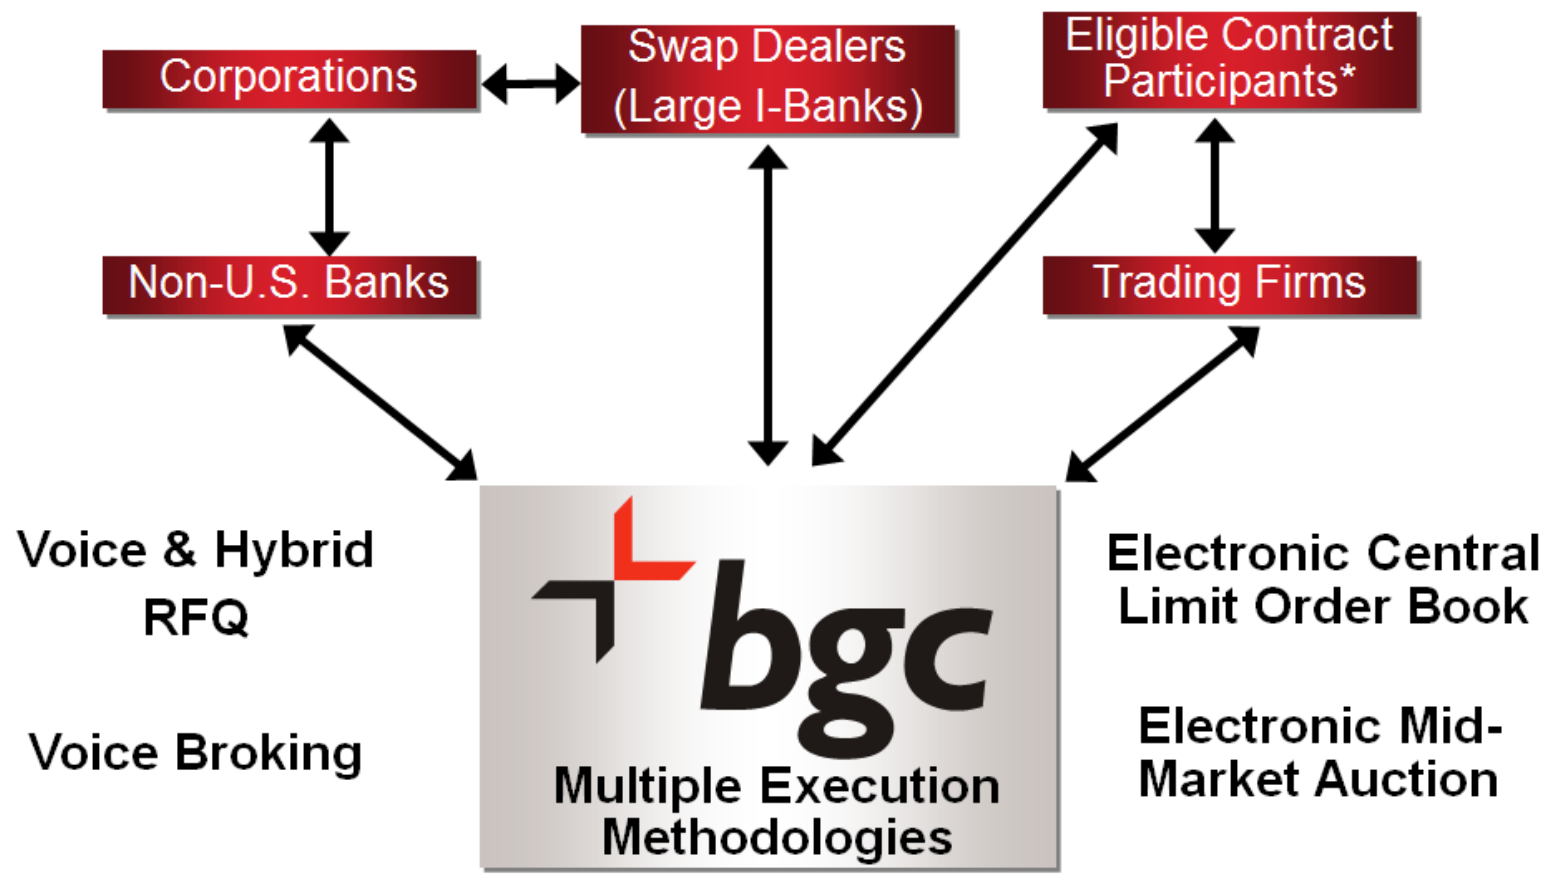 Corporations
Swap Dealers
(Large I-Banks)
Eligible Contract
Participants*
Non-U.S. Banks
Trading Firms
Voice & Hybrid
RFQ
Voice Broking
bgc
Multiple Execution
Methodologies
Electronic Central
Limit Order Book
Electronic Mid-
Market Auction